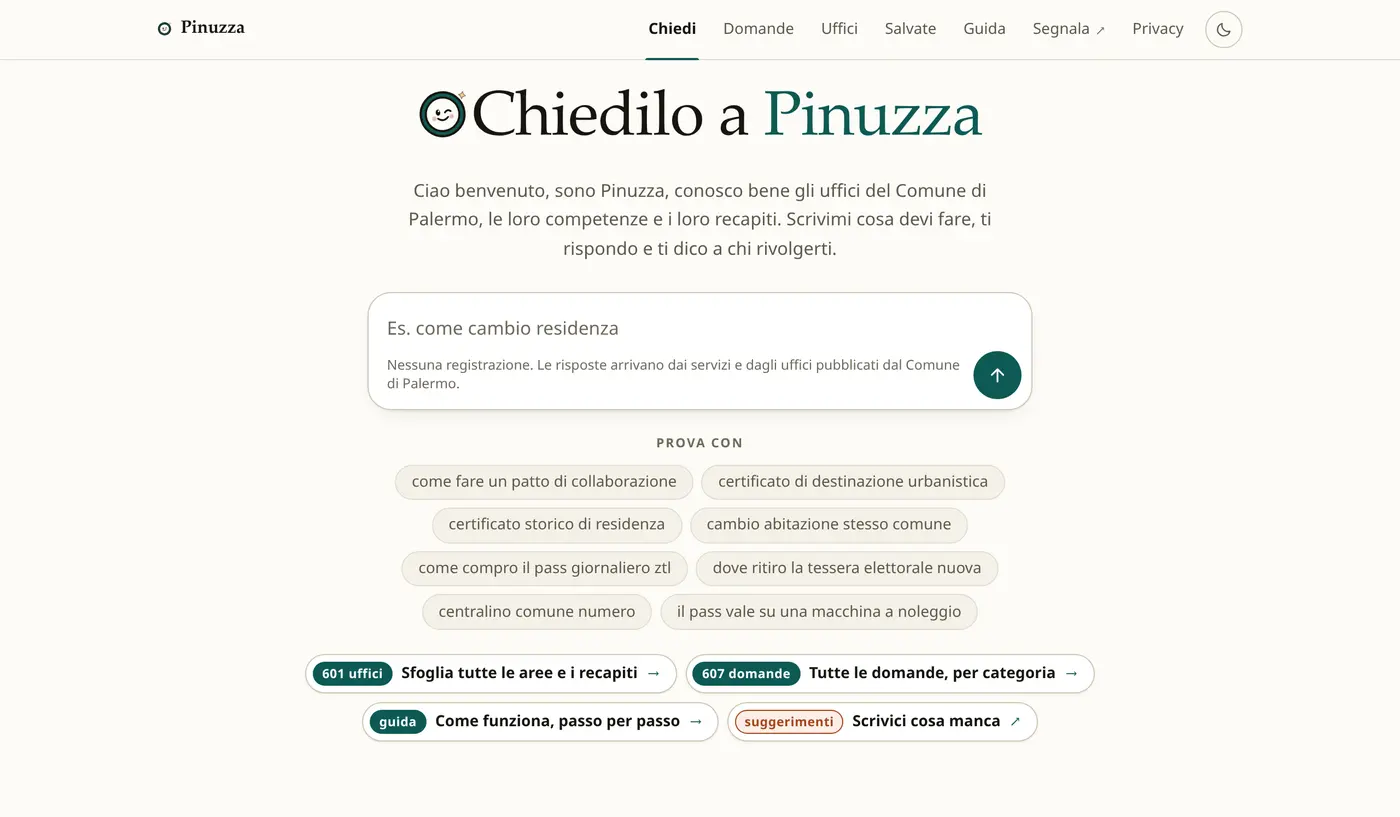 Pinuzza
Chiedi Domande Uffici Salvate Guida Segnala ↗ Privacy
Chiedilo a Pinuzza
Ciao benvenuto, sono Pinuzza, conosco bene gli uffici del Comune di
Palermo, le loro competenze e i loro recapiti. Scrivimi cosa devi fare, ti
rispondo e ti dico a chi rivolgerti.
Es. come cambio residenza
Nessuna registrazione. Le risposte arrivano dai servizi e dagli uffici pubblicati dal Comune
di Palermo.
PROVA CON
come fare un patto di collaborazione certificato di destinazione urbanistica
certificato storico di residenza cambio abitazione stesso comune
come compro il pass giornaliero ztl dove ritiro la tessera elettorale nuova
centralino comune numero il pass vale su una macchina a noleggio
601 uffici Sfoglia tutte le aree e i recapiti → 607 domande Tutte le domande, per categoria →
guida Come funziona, passo per passo → suggerimenti Scrivici cosa manca ↗